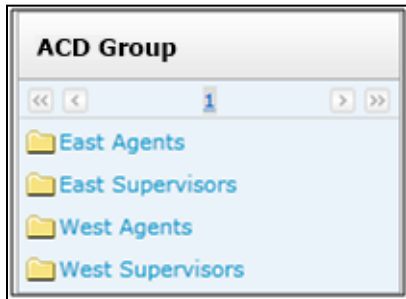 ACD Group
<< < 1 > >>
East Agents
East Supervisors
West Agents
West Supervisors